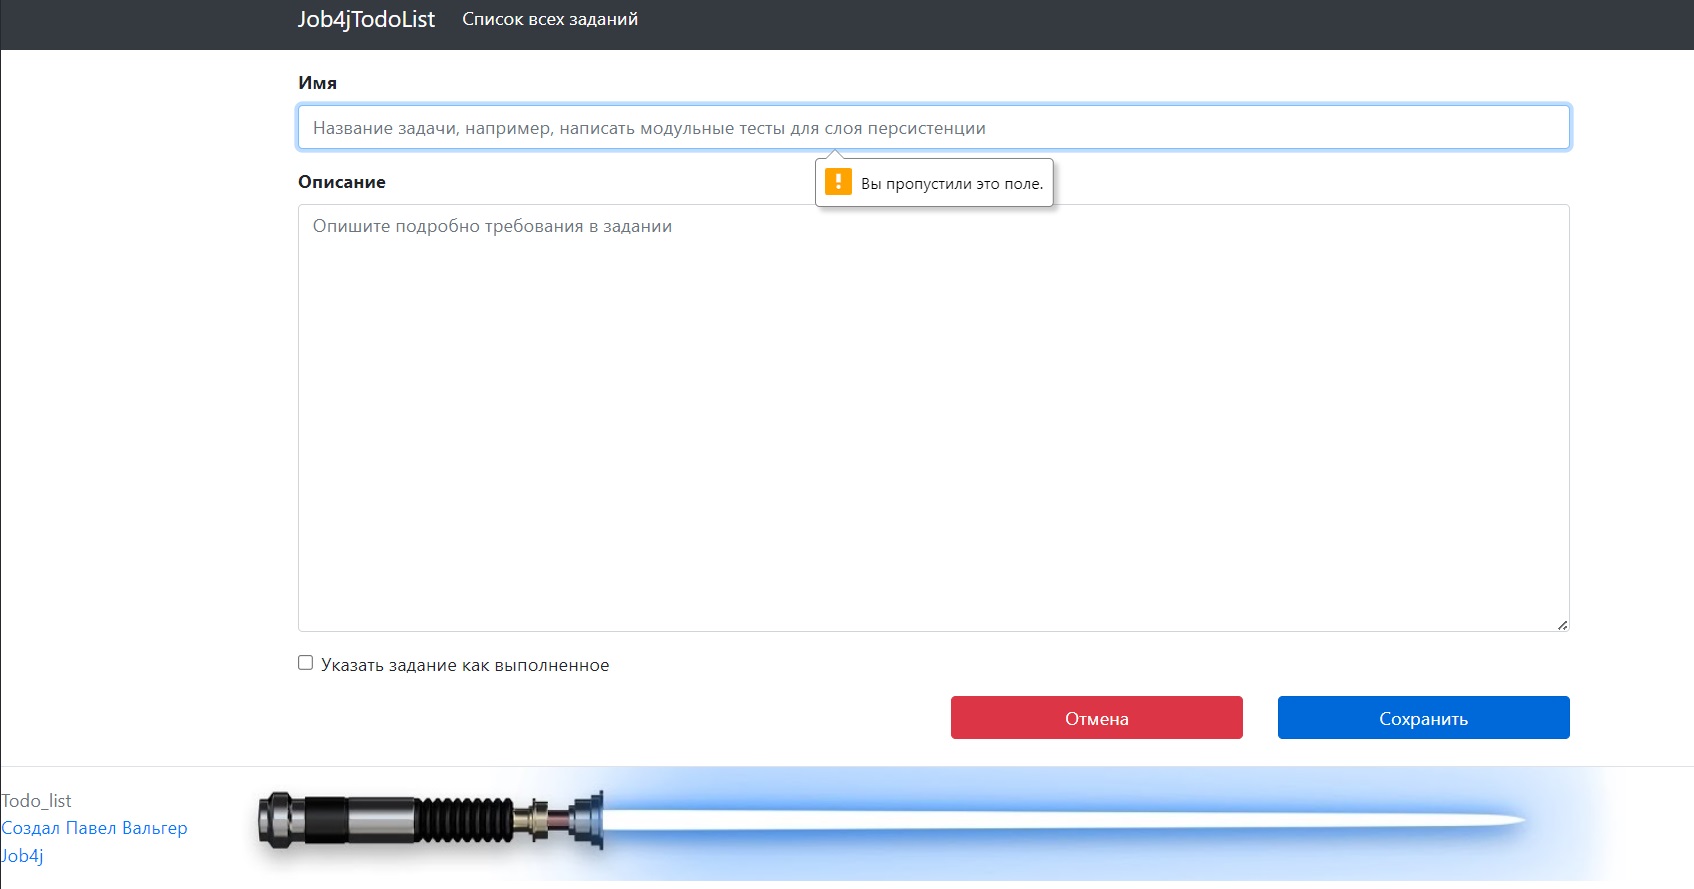 Job4jTodoList Список всех заданий
Имя
Название задачи, например, написать модульные тесты для слоя персистенции
Вы пропустили это поле.
Описание
Опишите подробно требования в задании
Указать задание как выполненное
Отмена Сохранить
Todo_list
Создал Павел Вальгер
Job4j